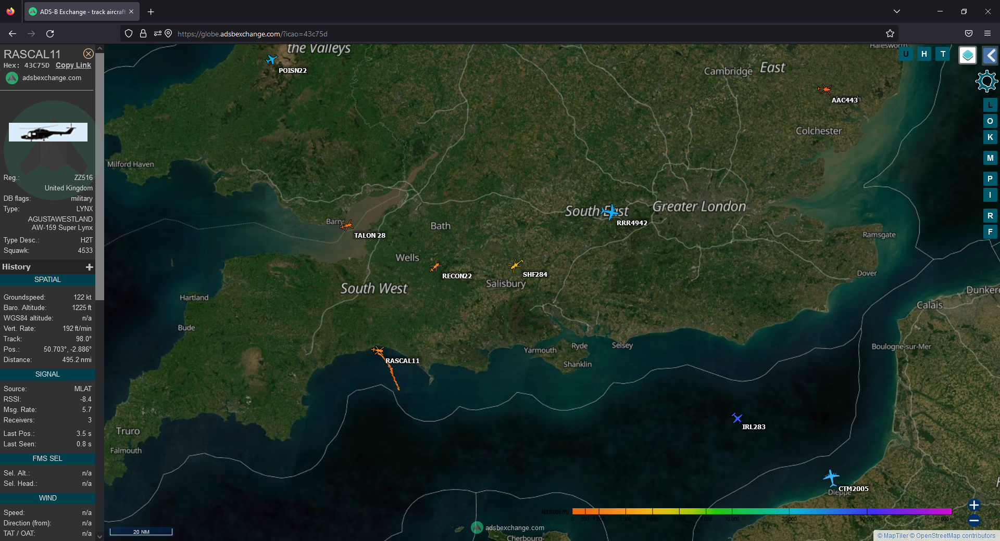 ADS-B Exchange - track aircraft
https://globe.adsbexchange.com/?icao=43c75d
RASCAL11
Hex: 43C75D Copy Link
adsbexchange.com
Reg.: ZZ516
United Kingdom
DB flags: military
Type: LYNX
AGUSTAWESTLAND
AW-159 Super Lynx
Type Desc.: H2T
Squawk: 4533
History +
SPATIAL
Groundspeed: 122 kt
Baro. Altitude: 1225 ft
WGS84 altitude: n/a
Vert. Rate: 192 ft/min
Track: 98.0°
Pos.: 50.703°, -2.886°
Distance: 495.2 nmi
SIGNAL
Source: MLAT
RSSI: -8.4
Msg. Rate: 5.7
Receivers: 3
Last Pos.: 3.5 s
Last Seen: 0.8 s
FMS SEL
Sel. Alt.: n/a
Sel. Head.: n/a
WIND
Speed: n/a
Direction (from): n/a
TAT / OAT: n/a
the Valleys
POISN22
Halesworth
U H T
Cambridge
East
AAC443
Colchester
L
O
K
M
P
I
R
F
Milford Haven
Greater London
South East
RRR4942
Barry
TALON 28
Bath
Ramsgate
Wells
RECON22
SHF284
Salisbury
Dover
South West
Hartland
Dunkerq
Calais
Bude
Yarmouth
Ryde
Selsey
Boulogne-sur-Mer
RASCAL11
Shanklin
IRL283
Truro
Falmouth
CTM2005
Dieppe
ALTITUDE (ft)
0 500 1 000 2 000 4 000 6 000 8 000 10 000 20 000 30 000 40 000+
20 NM
adsbexchange.com
Cherbourg-
© MapTiler © OpenStreetMap contributors